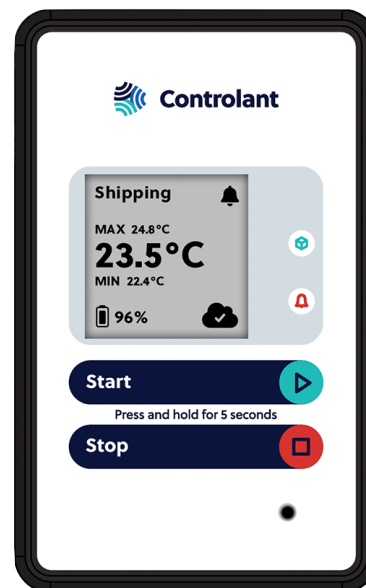 Controlant
Shipping
MAX 24.8°C
23.5°C
MIN 22.4°C
96%
Start
Press and hold for 5 seconds
Stop